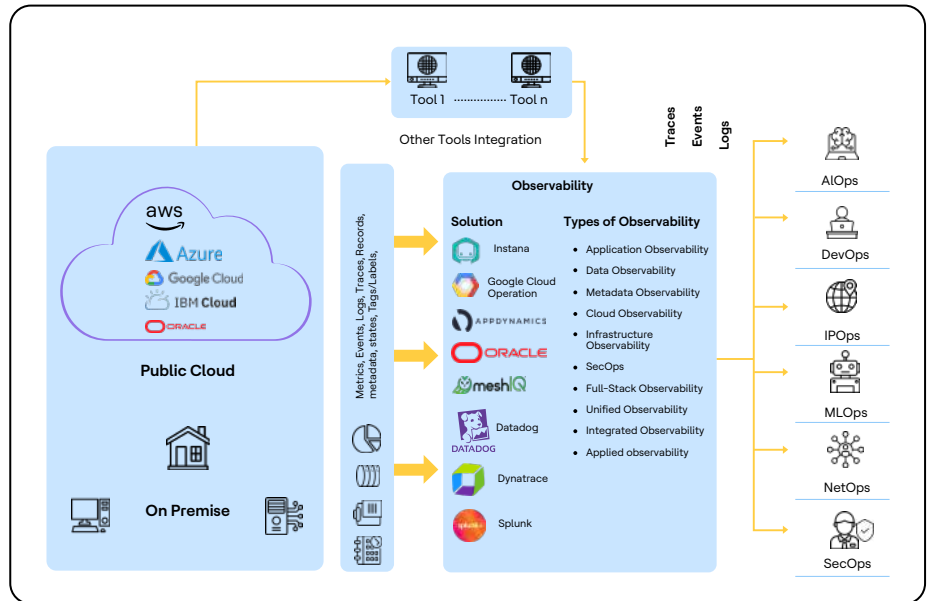 Tool 1 ................ Tool n
Other Tools Integration
Traces
Events
Logs
aws
Azure
Google Cloud
IBM Cloud
ORACLE
Public Cloud
On Premise
Metrics, Events, Logs, Traces, Records,
metadata, states, Tags/Labels,
Observability
Solution
Instana
Google Cloud
Operation
APPDYNAMICS
ORACLE
meshIQ
Datadog
DATADOG
Dynatrace
splunk>
Splunk
Types of Observability
• Application Observability
• Data Observability
• Metadata Observability
• Cloud Observability
• Infrastructure
Observability
• SecOps
• Full-Stack Observability
• Unified Observability
• Integrated Observability
• Applied observability
AIOps
DevOps
IPOps
MLOps
NetOps
SecOps